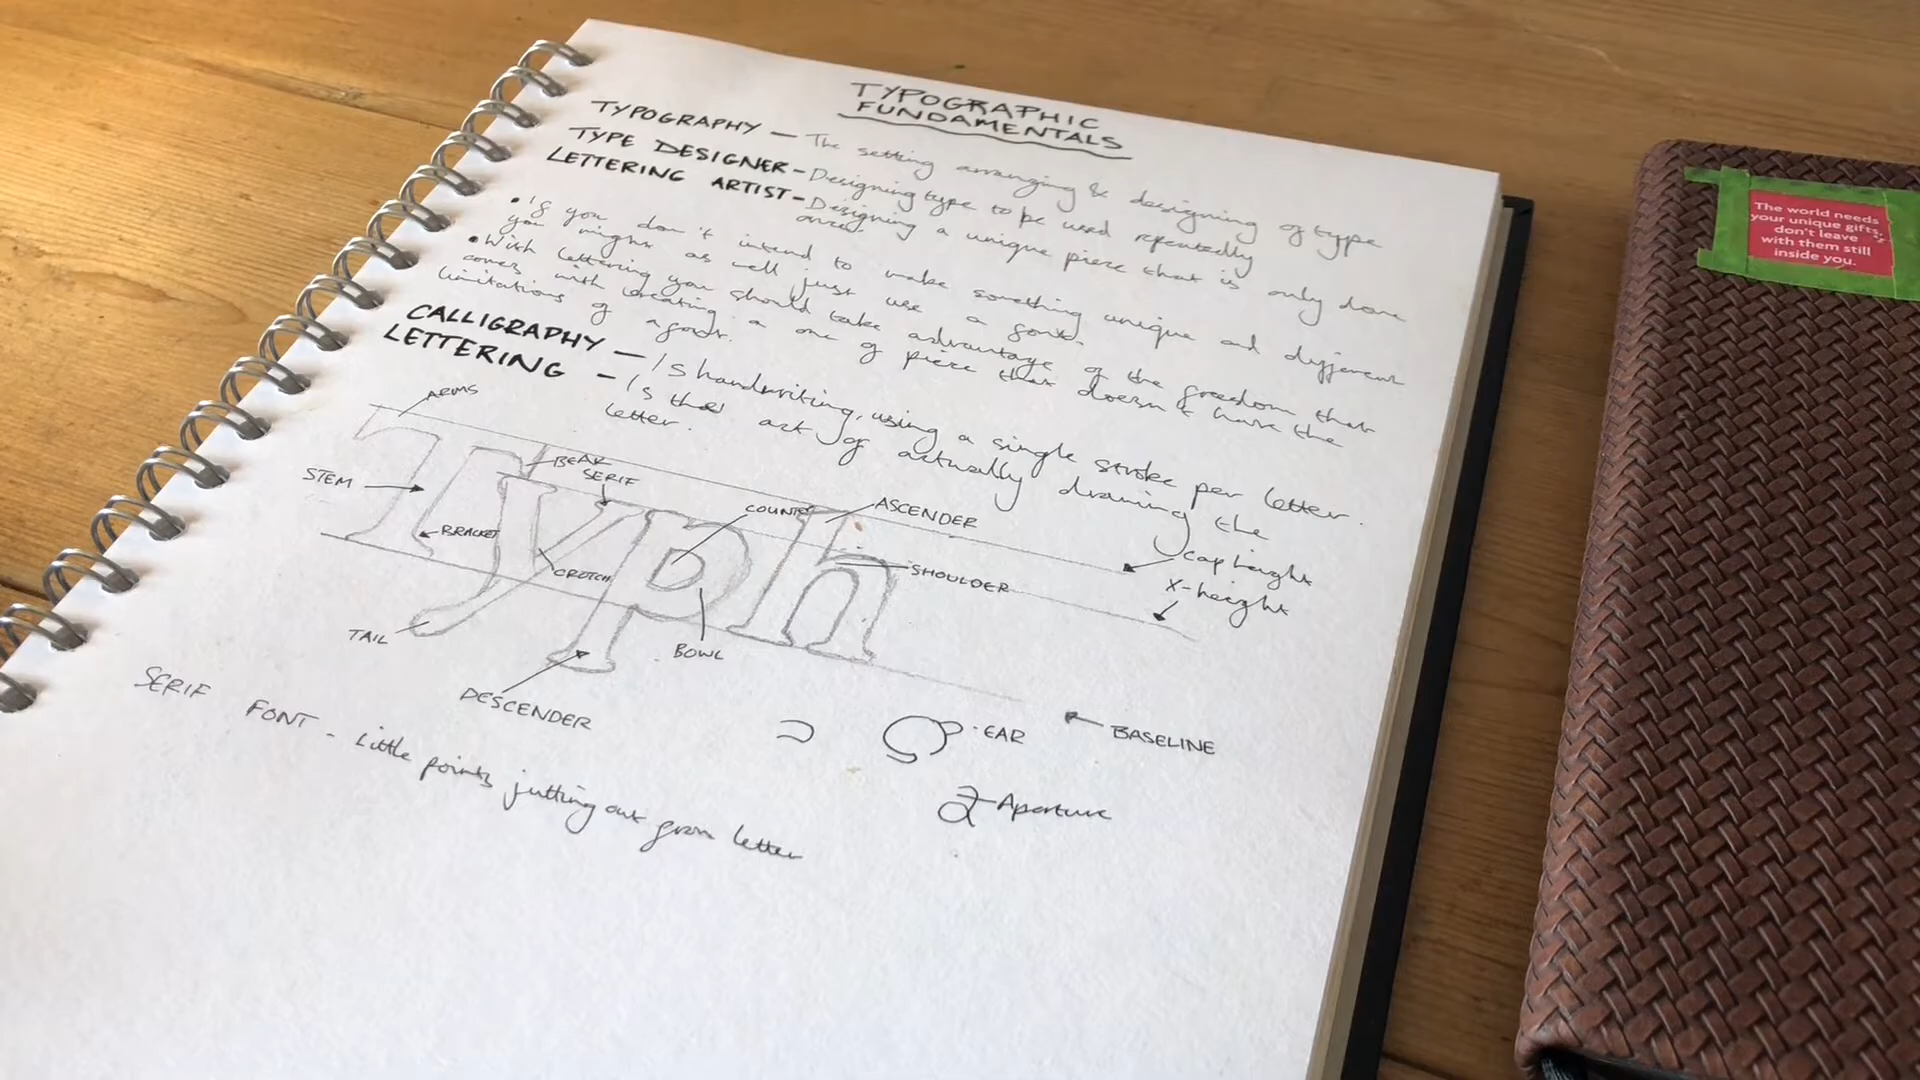 TYPOGRAPHIC
FUNDAMENTALS
TYPOGRAPHY - The setting arranging & designing of type
TYPE DESIGNER - Designing type to be used repeatedly
LETTERING ARTIST - Designing a unique piece that is only done
once.
• If you don't intend to make something unique and different
you might as well just use a font.
• With lettering you should take advantage of the freedom that
comes with creating a one of piece that doesn't have the
limitations of a font.
CALLIGRAPHY - Is handwriting, using a single stroke per letter.
LETTERING - Is the art of actually drawing the
letter.
ARMS
BEAK
SERIF
STEM
COUNTER
ASCENDER
BRACKET
CROTCH
SHOULDER
cap height
X-height
Typh
TAIL
BOWL
DESCENDER
EAR
BASELINE
Aperture
SERIF FONT - Little points jutting out from letter
The world needs
your unique gifts;
don't leave
with them still
inside you.